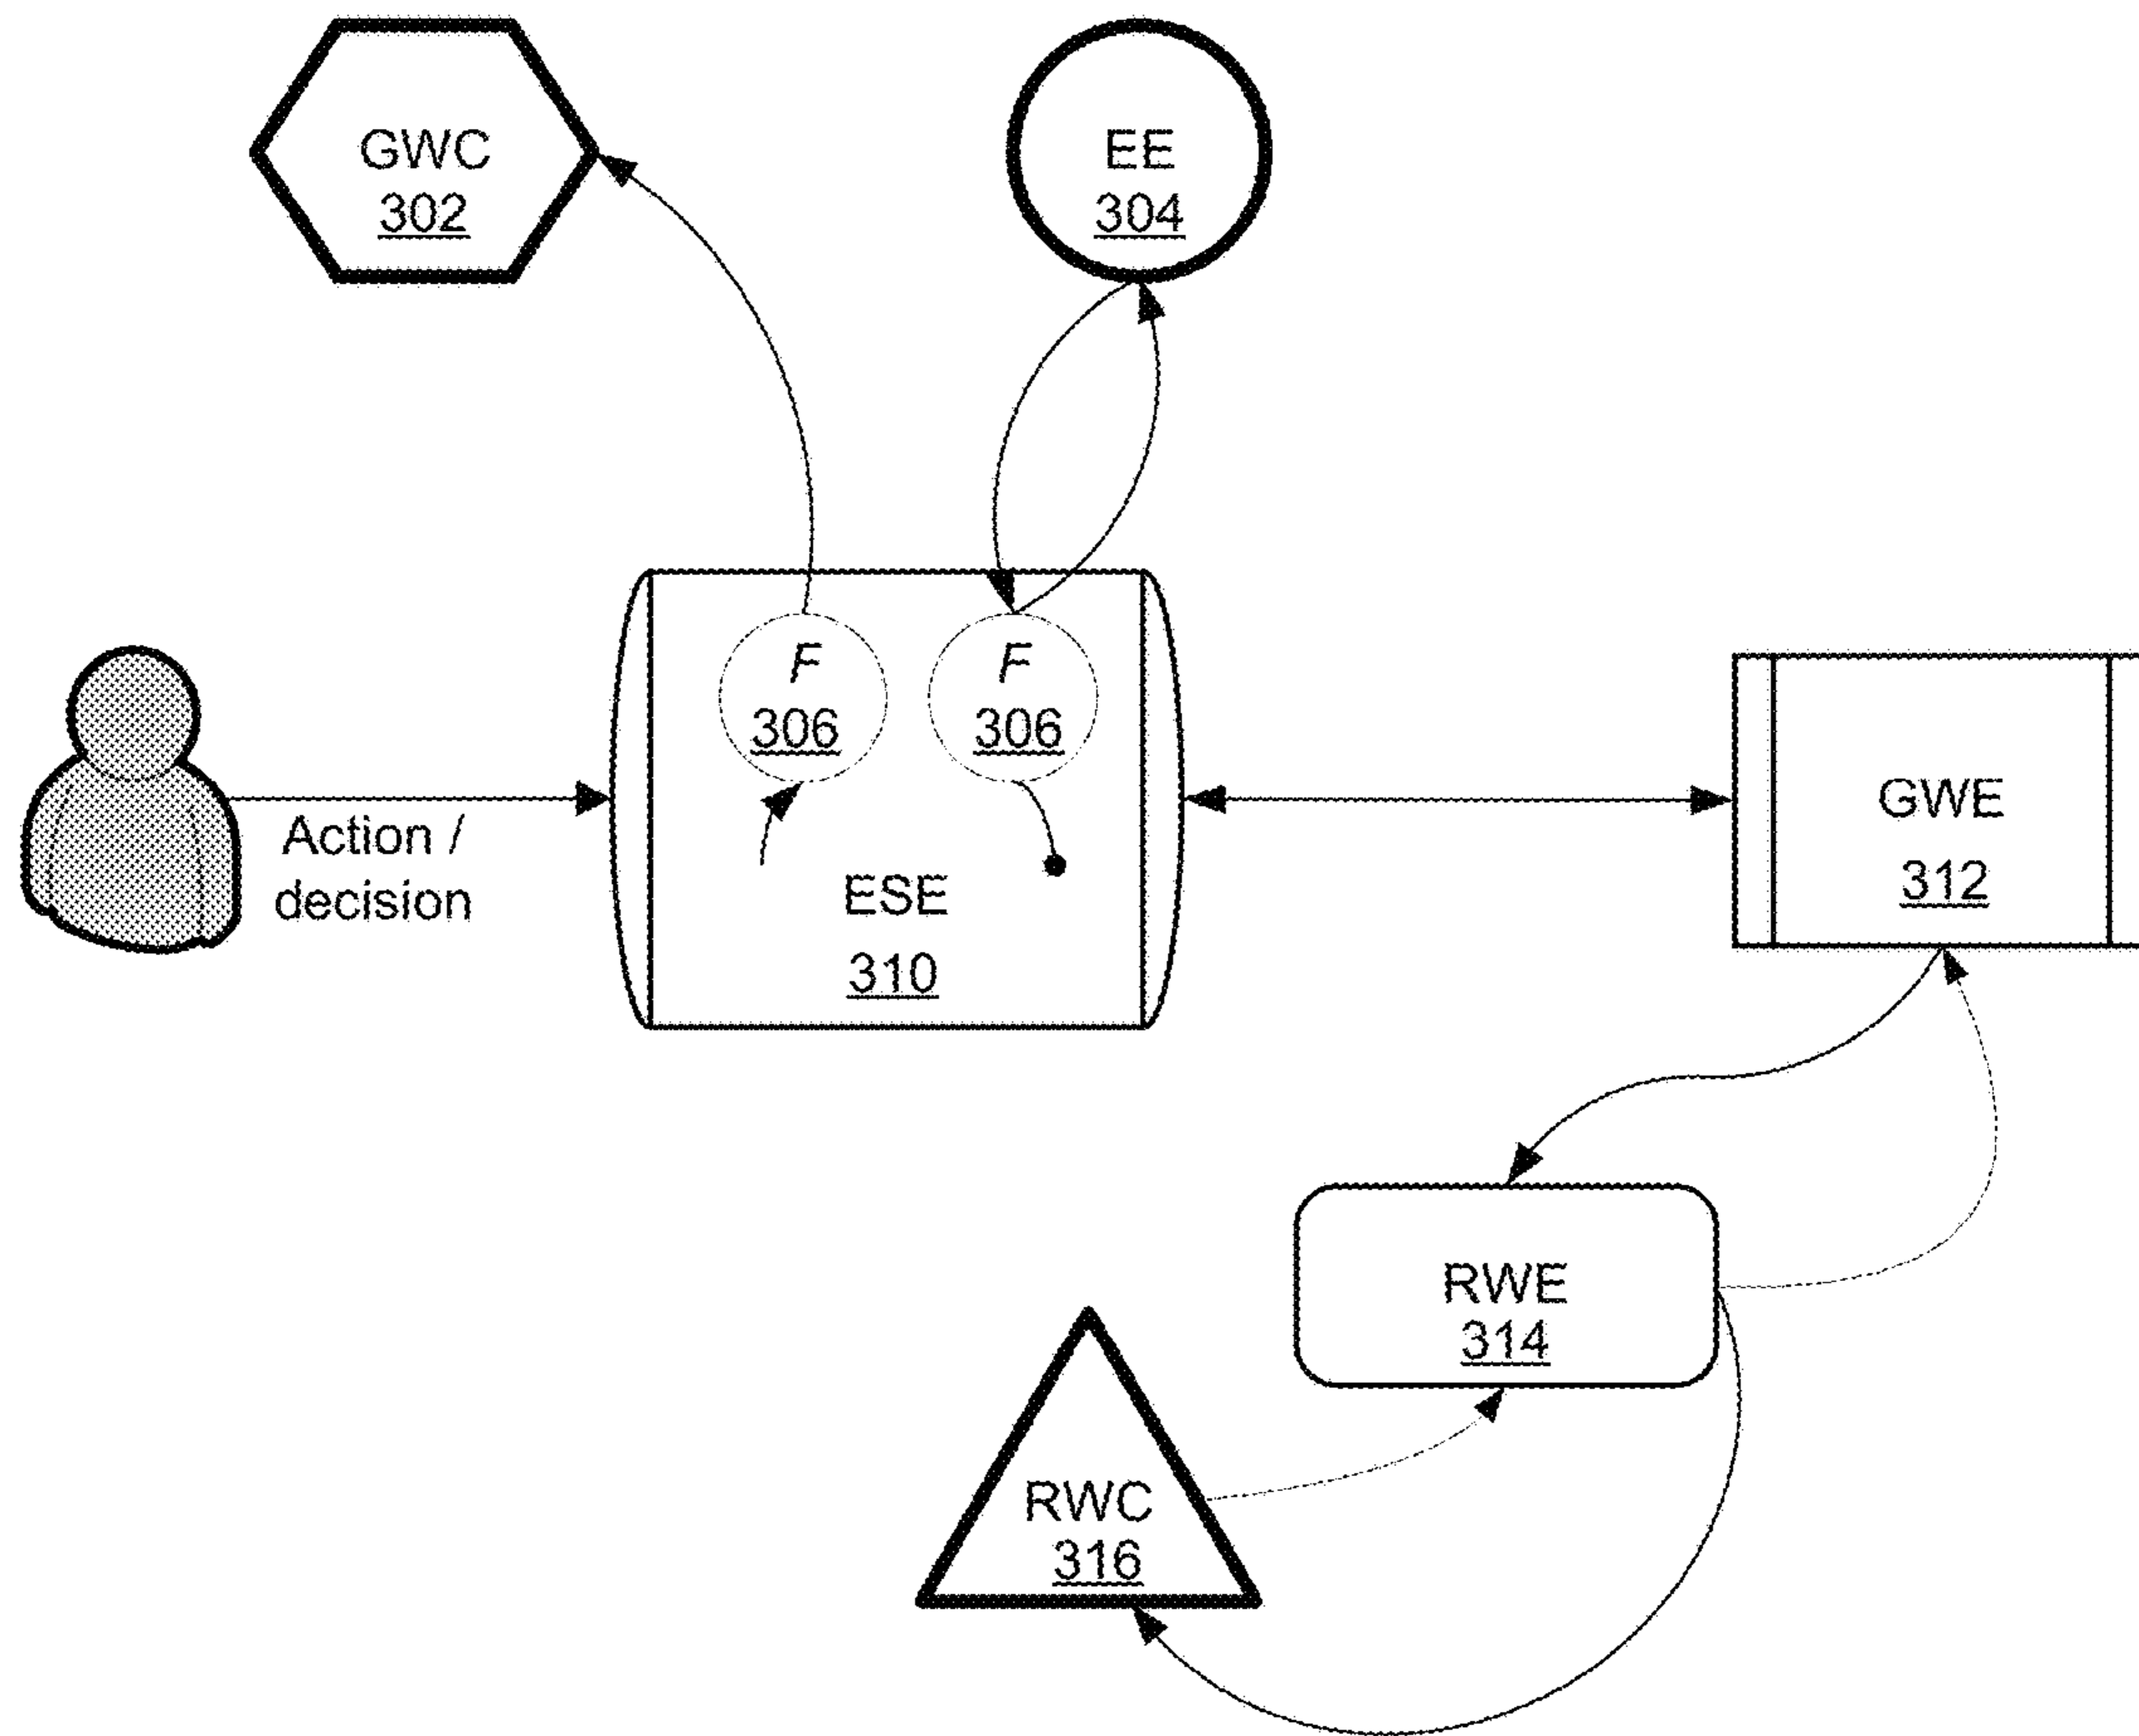 GWC
302
EE
304
F
306
F
306
Action /
decision
ESE
310
GWE
312
RWE
314
RWC
316